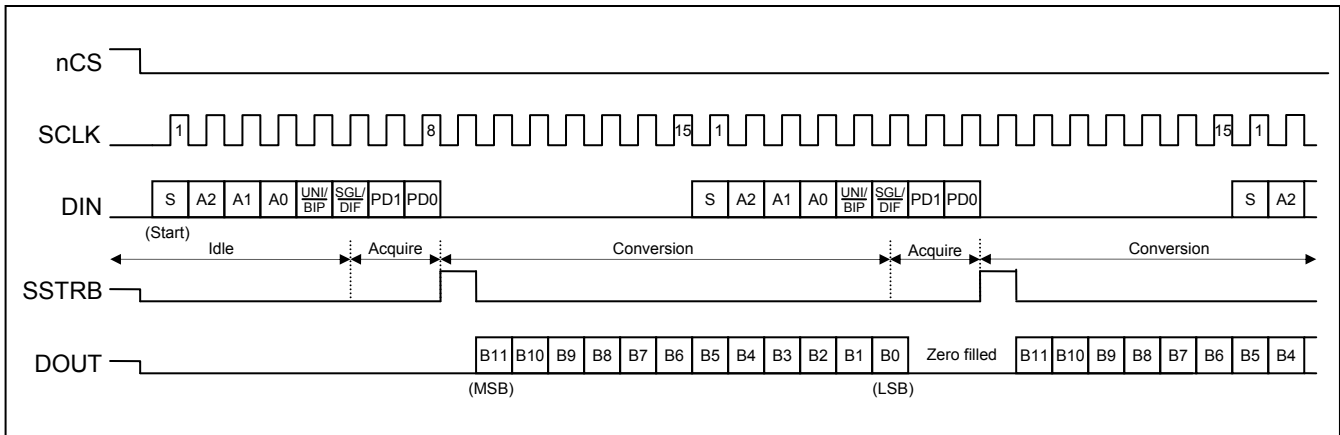 nCS
SCLK 1 8 15 1 15 1
DIN S A2 A1 A0 UNI/BIP SGL/DIF PD1 PD0 S A2 A1 A0 UNI/BIP SGL/DIF PD1 PD0 S A2
(Start)
Idle Acquire Conversion Acquire Conversion
SSTRB
DOUT B11 B10 B9 B8 B7 B6 B5 B4 B3 B2 B1 B0 Zero filled B11 B10 B9 B8 B7 B6 B5 B4
(MSB) (LSB)